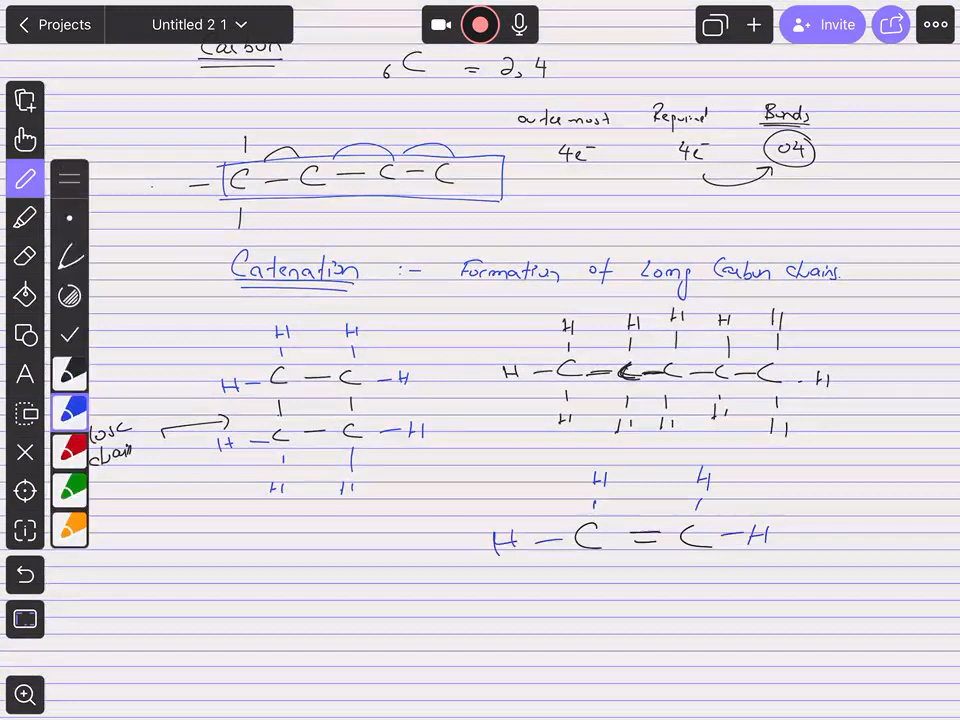 Projects
Untitled 2 1
Invite
Carbon
6C = 2, 4
outermost Required Bonds
4e- 4e- 04
C — C — C — C
Catenation :- Formation of Long Carbon chains.
H H
H — C — C — H
H — C — C — H
H H
chain
H H H H H
H — C — C — C — C — C - H
H H H H H
H H
H — C = C — H
A